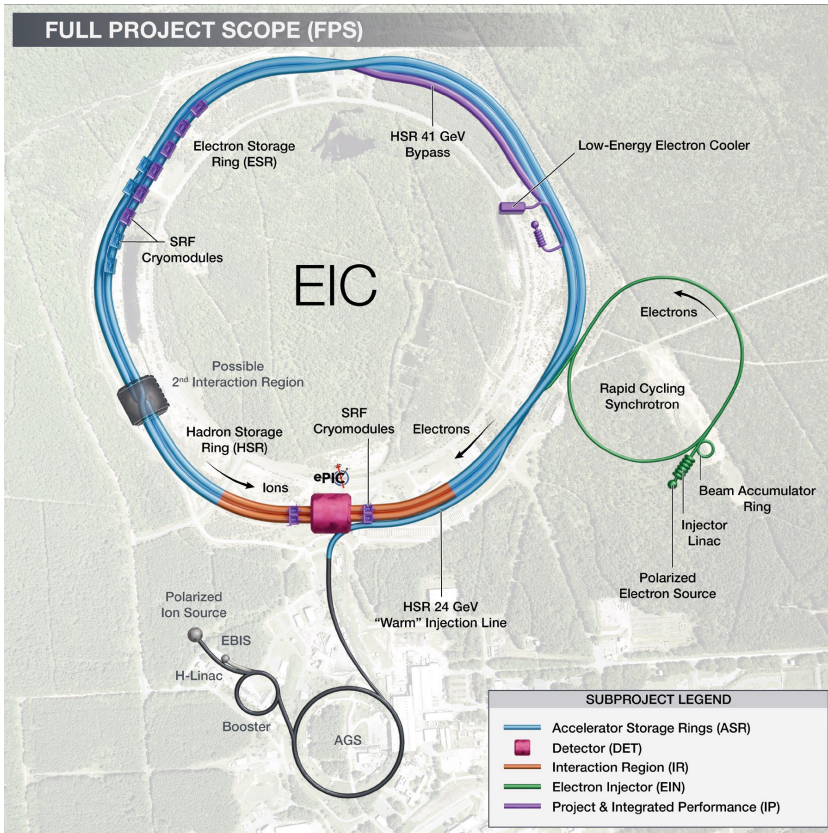 FULL PROJECT SCOPE (FPS)
HSR 41 GeV
Bypass
Electron Storage
Ring (ESR)
Low-Energy Electron Cooler
SRF
Cryomodules
EIC
Electrons
Rapid Cycling
Synchrotron
Possible
2nd Interaction Region
SRF
Cryomodules
Electrons
Hadron Storage
Ring (HSR)
Ions
ePIC
Beam Accumulator
Ring
Injector
Linac
Polarized
Electron Source
HSR 24 GeV
“Warm” Injection Line
Polarized
Ion Source
EBIS
H-Linac
Booster
AGS
SUBPROJECT LEGEND
Accelerator Storage Rings (ASR)
Detector (DET)
Interaction Region (IR)
Electron Injector (EIN)
Project & Integrated Performance (IP)